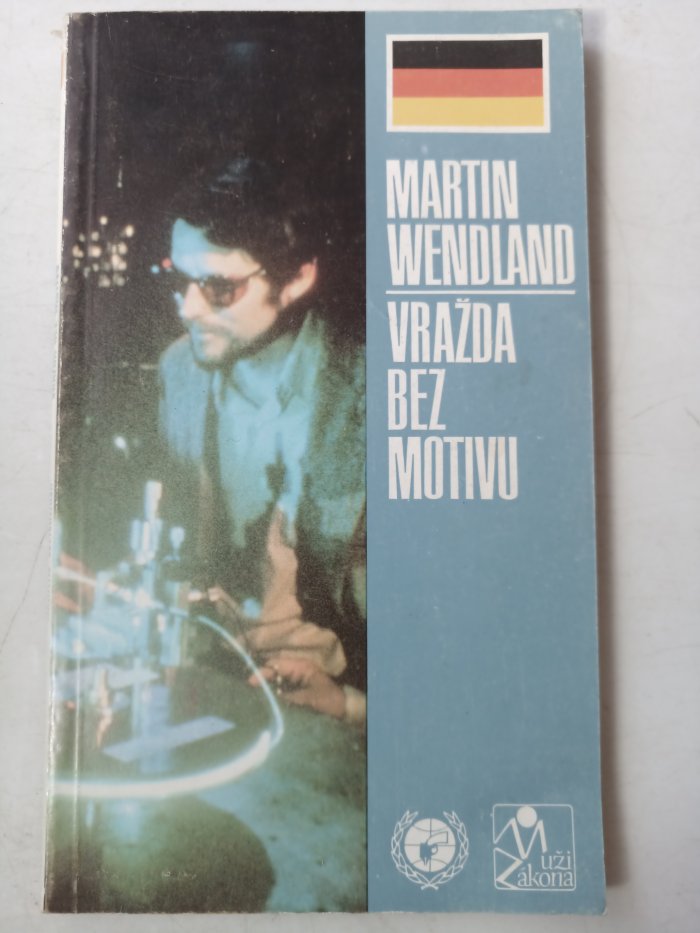 MARTIN
WENDLAND
VRAŽDA
BEZ
MOTIVU
Muži
Zákona